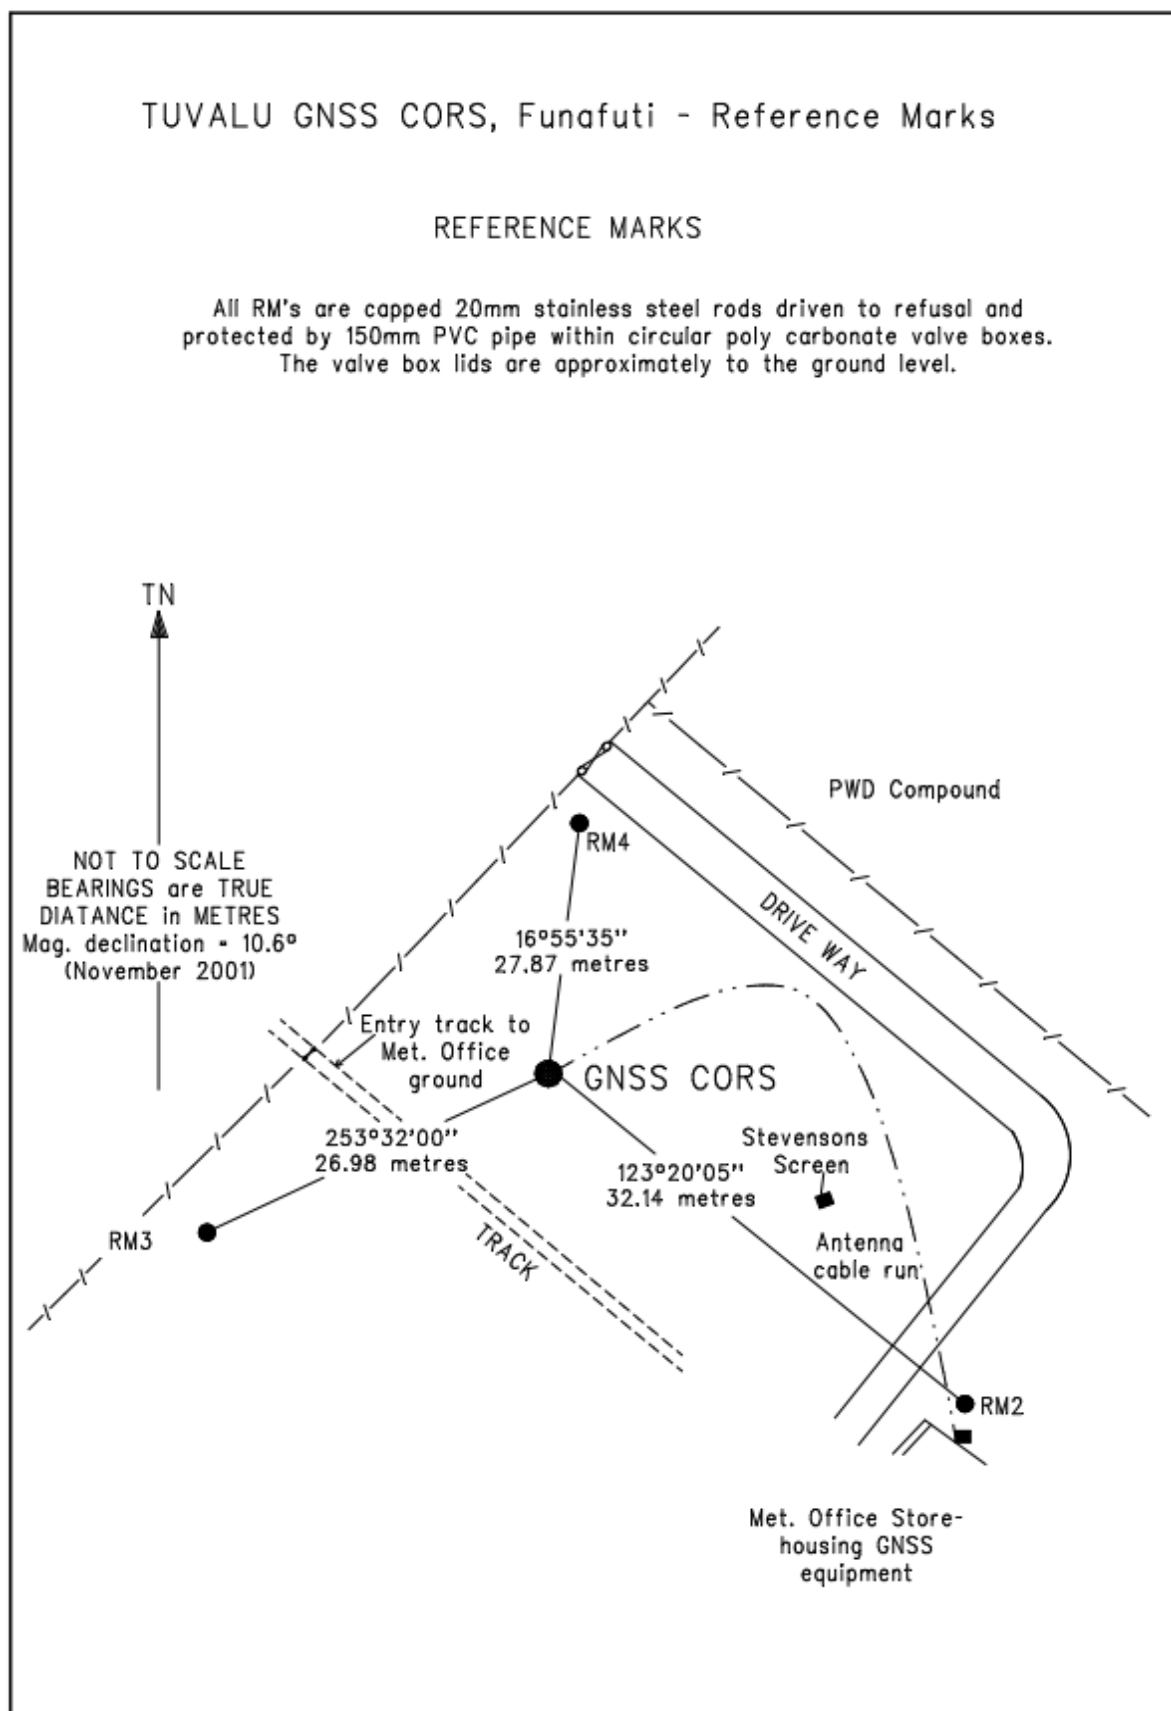 TUVALU GNSS CORS, Funafuti - Reference Marks
REFERENCE MARKS
All RM's are capped 20mm stainless steel rods driven to refusal and
protected by 150mm PVC pipe within circular poly carbonate valve boxes.
The valve box lids are approximately to the ground level.
TN
PWD Compound
RM4
NOT TO SCALE
BEARINGS are TRUE
DIATANCE in METRES
Mag. declination - 10.6°
(November 2001)
DRIVE WAY
16°55'35"
27.87 metres
Entry track to
Met. Office
ground
GNSS CORS
253°32'00"
26.98 metres
Stevensons
Screen
123°20'05"
32.14 metres
RM3
TRACK
Antenna
cable run
RM2
Met. Office Store-
housing GNSS
equipment